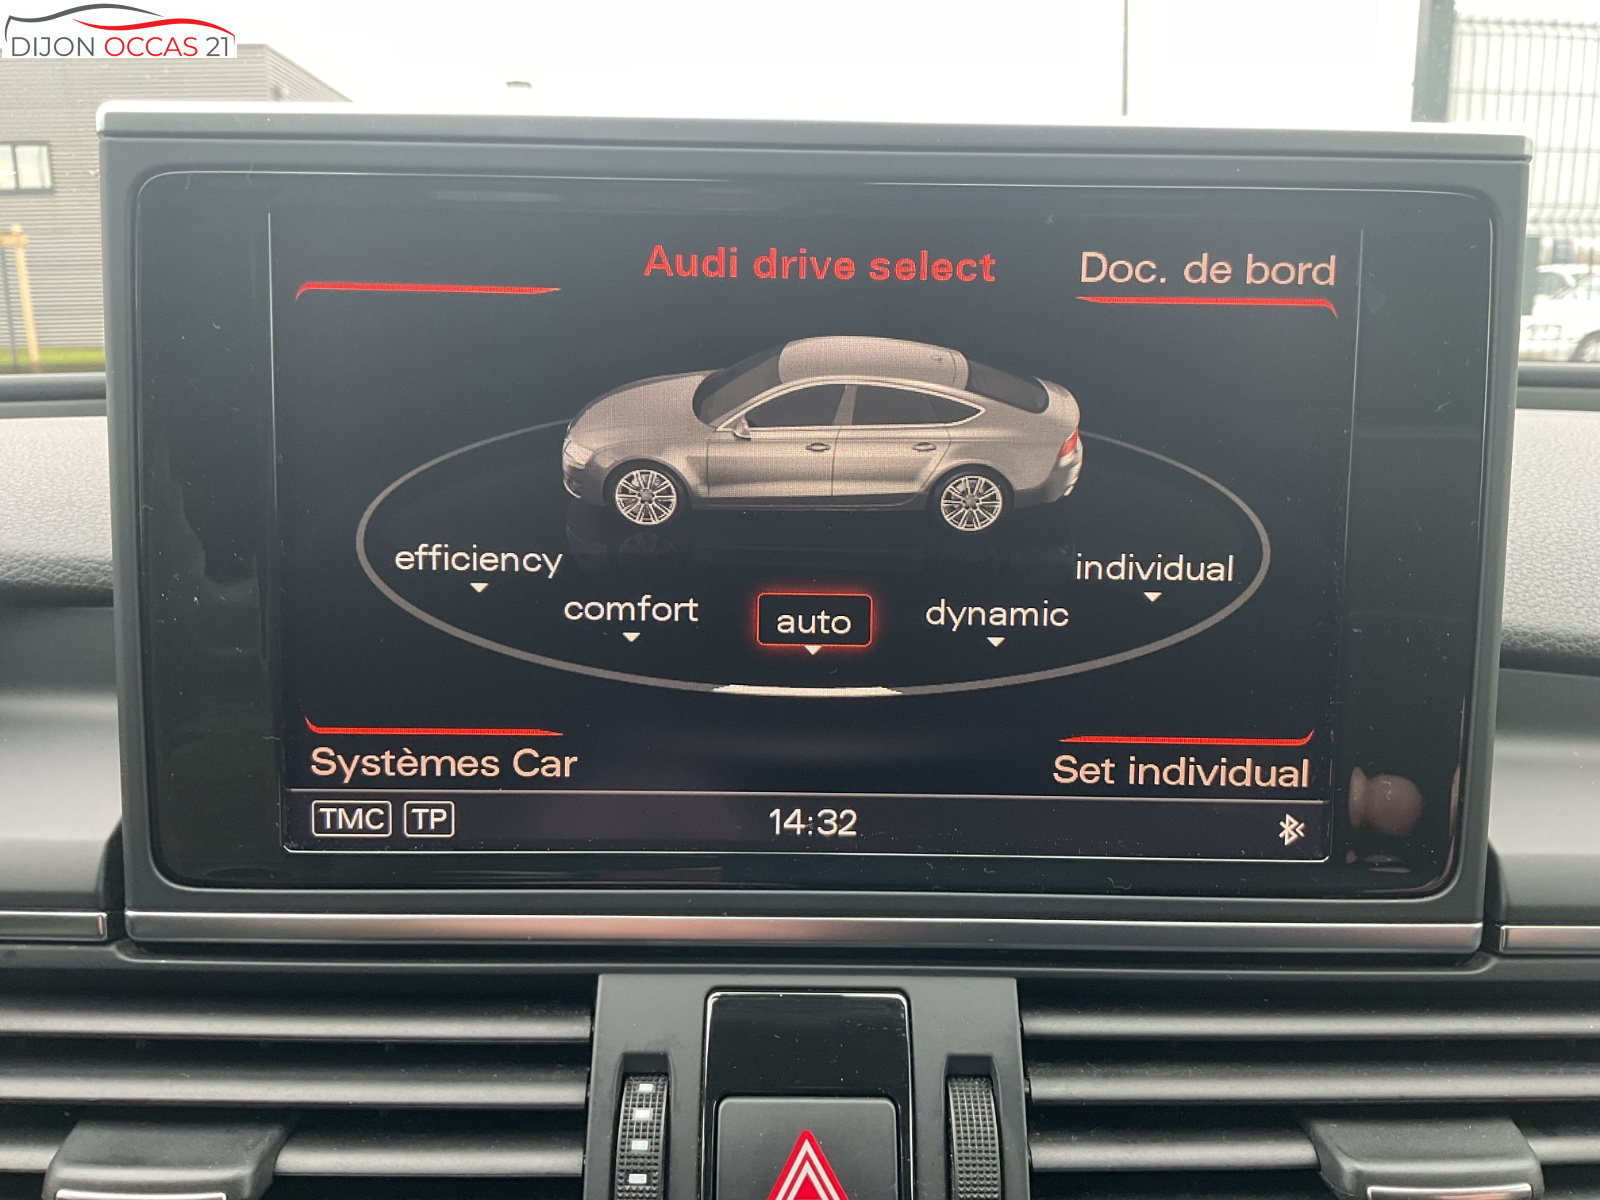 DIJON OCCAS 21
Audi drive select
Doc. de bord
efficiency
comfort
auto
dynamic
individual
Systèmes Car
Set individual
TMC TP
14:32